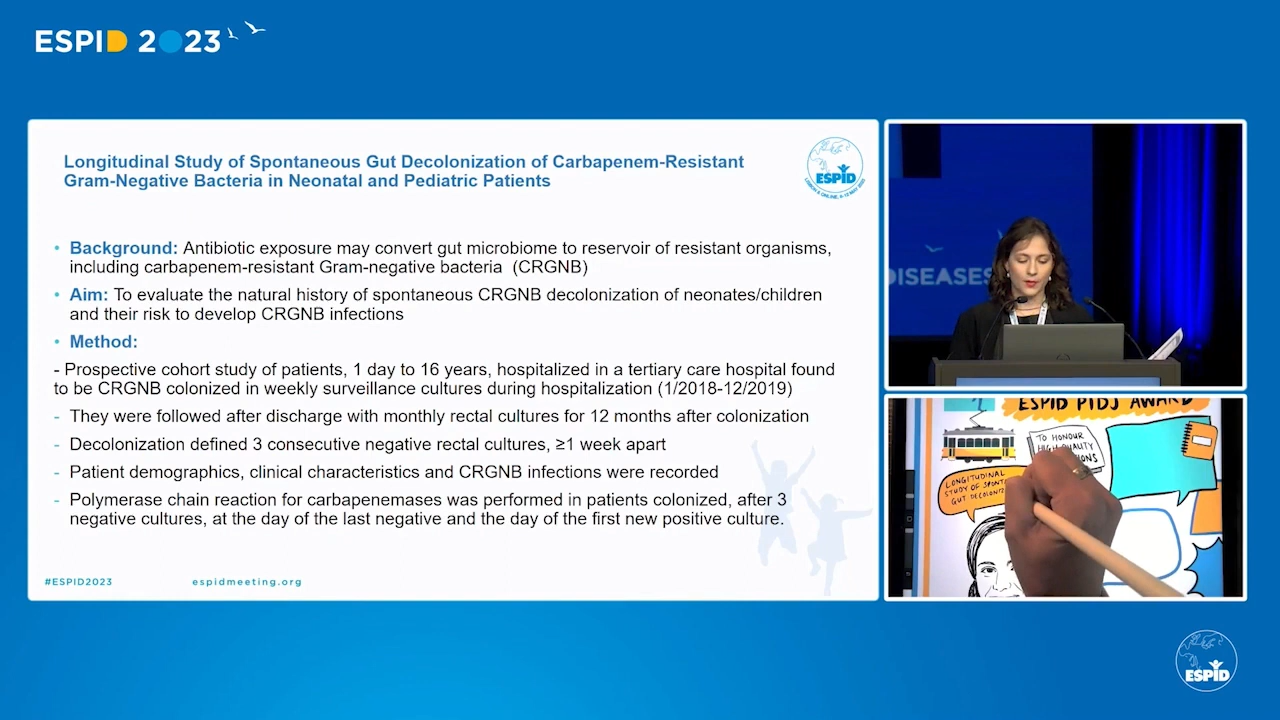 ESPID 2023
Longitudinal Study of Spontaneous Gut Decolonization of Carbapenem-Resistant
Gram-Negative Bacteria in Neonatal and Pediatric Patients
ESPID
• Background: Antibiotic exposure may convert gut microbiome to reservoir of resistant organisms,
including carbapenem-resistant Gram-negative bacteria (CRGNB)
• Aim: To evaluate the natural history of spontaneous CRGNB decolonization of neonates/children
and their risk to develop CRGNB infections
• Method:
- Prospective cohort study of patients, 1 day to 16 years, hospitalized in a tertiary care hospital found
to be CRGNB colonized in weekly surveillance cultures during hospitalization (1/2018-12/2019)
- They were followed after discharge with monthly rectal cultures for 12 months after colonization
- Decolonization defined 3 consecutive negative rectal cultures, ≥1 week apart
- Patient demographics, clinical characteristics and CRGNB infections were recorded
- Polymerase chain reaction for carbapenemases was performed in patients colonized, after 3
negative cultures, at the day of the last negative and the day of the first new positive culture.
#ESPID2023
espidmeeting.org
DISEASES
ESPID PIDJ AWARD
TO HONOUR
LONGITUDINAL
STUDY OF
GUT
ESPID